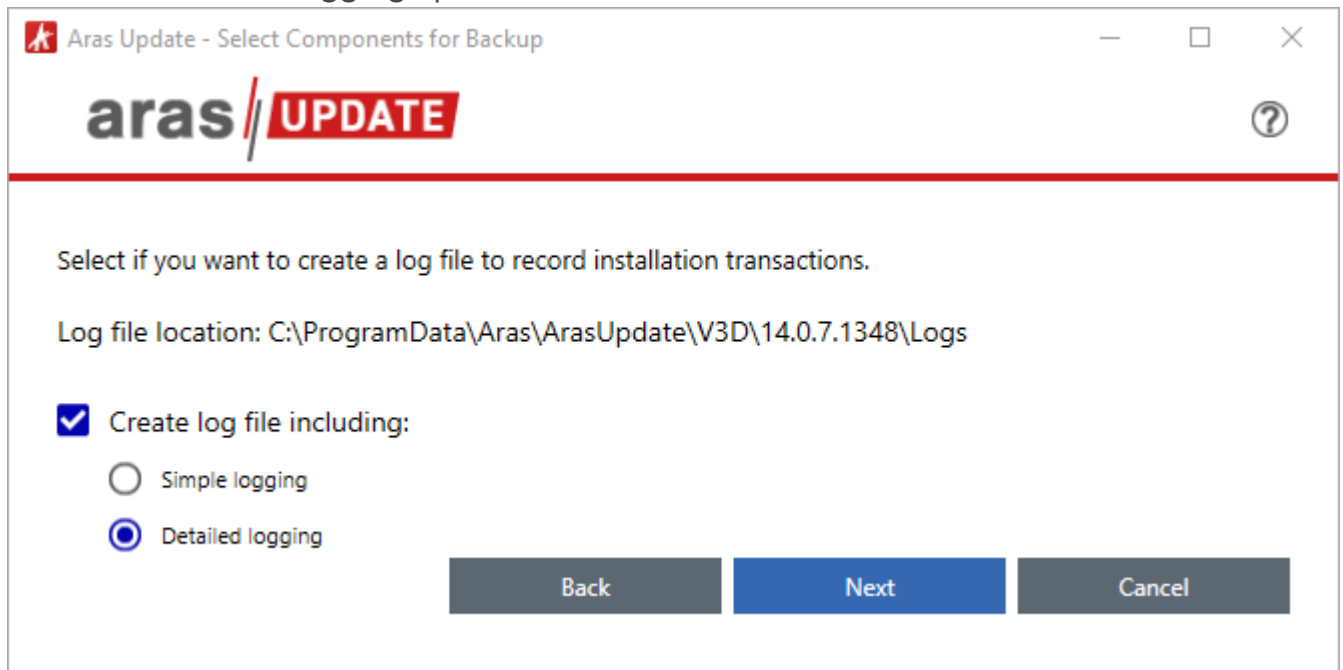 Aras Update - Select Components for Backup
aras UPDATE
?
Select if you want to create a log file to record installation transactions.
Log file location: C:\ProgramData\Aras\ArasUpdate\V3D\14.0.7.1348\Logs
Create log file including:
Simple logging
Detailed logging
Back Next Cancel